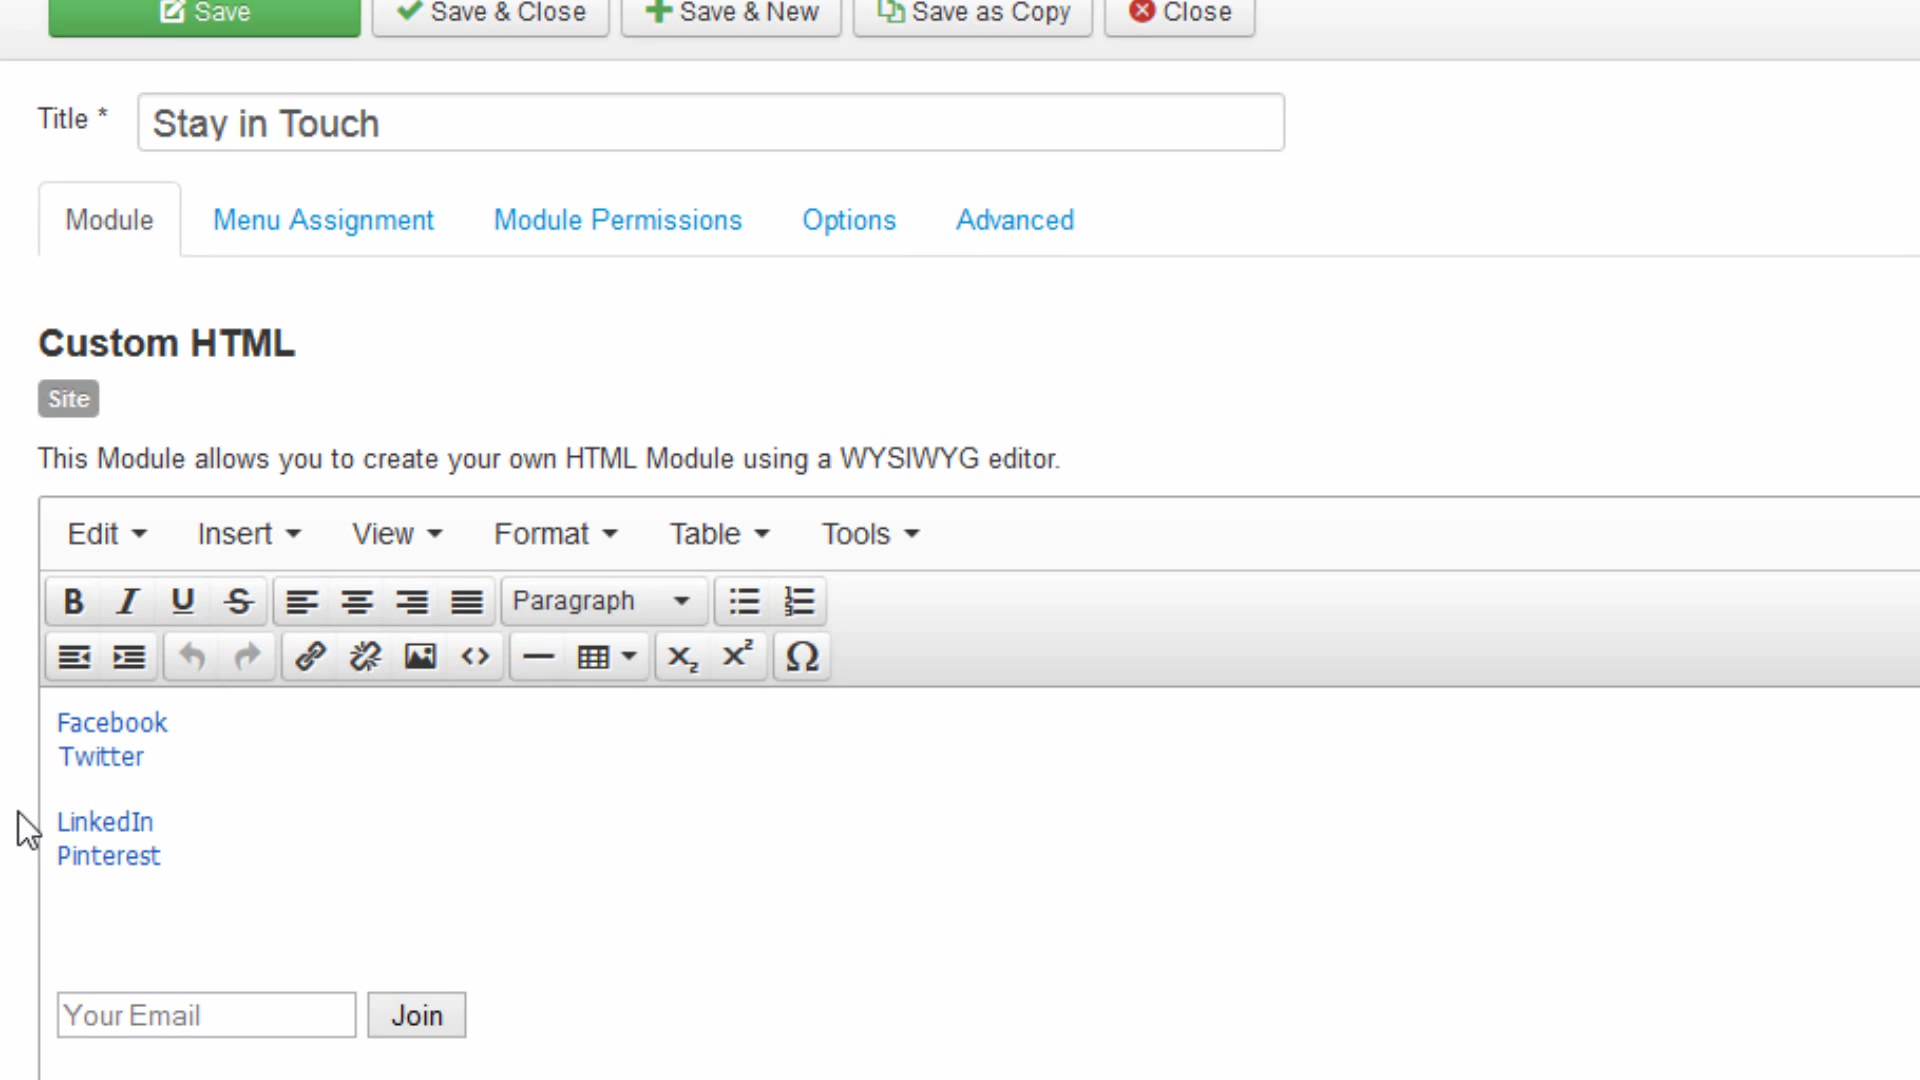 Save Save & Close Save & New Save as Copy Close
Title * Stay in Touch
Module Menu Assignment Module Permissions Options Advanced
Custom HTML
Site
This Module allows you to create your own HTML Module using a WYSIWYG editor.
Edit Insert View Format Table Tools
B I U S Paragraph
X₂ X² Ω
Facebook
Twitter
LinkedIn
Pinterest
Your Email Join